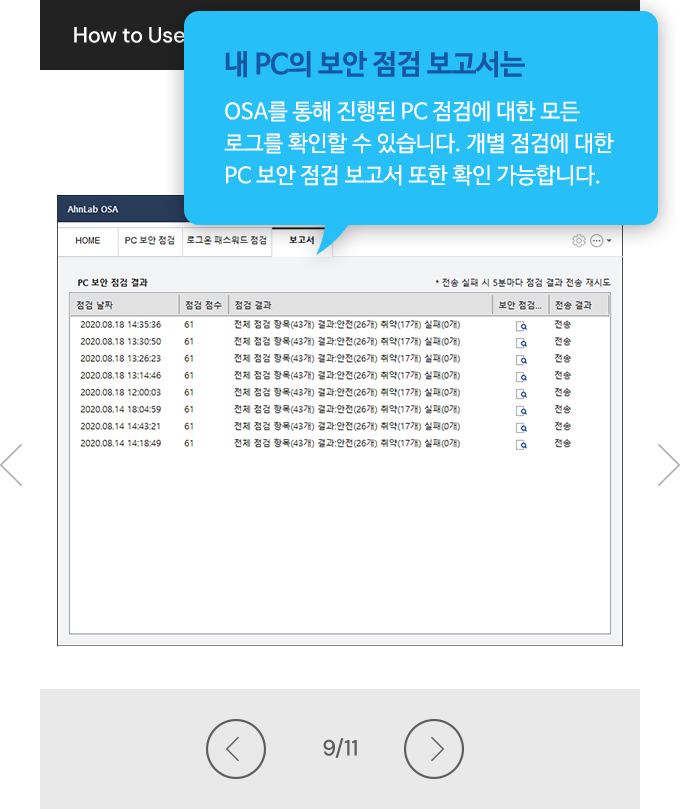 How to Use
내 PC의 보안 점검 보고서는
OSA를 통해 진행된 PC 점검에 대한 모든
로그를 확인할 수 있습니다. 개별 점검에 대한
PC 보안 점검 보고서 또한 확인 가능합니다.
AhnLab OSA
HOME PC 보안 점검 로그온 패스워드 점검 보고서
PC 보안 점검 결과 * 전송 실패 시 5분마다 점검 결과 전송 재시도
점검 날짜 점검 점수 점검 결과 보안 점검... 전송 결과
2020.08.18 14:35:36 61 전체 점검 항목(43개) 결과:안전(26개) 취약(17개) 실패(0개) 전송
2020.08.18 13:30:50 61 전체 점검 항목(43개) 결과:안전(26개) 취약(17개) 실패(0개) 전송
2020.08.18 13:26:23 61 전체 점검 항목(43개) 결과:안전(26개) 취약(17개) 실패(0개) 전송
2020.08.18 13:14:46 61 전체 점검 항목(43개) 결과:안전(26개) 취약(17개) 실패(0개) 전송
2020.08.18 12:00:03 61 전체 점검 항목(43개) 결과:안전(26개) 취약(17개) 실패(0개) 전송
2020.08.14 18:04:59 61 전체 점검 항목(43개) 결과:안전(26개) 취약(17개) 실패(0개) 전송
2020.08.14 14:43:21 61 전체 점검 항목(43개) 결과:안전(26개) 취약(17개) 실패(0개) 전송
2020.08.14 14:18:49 61 전체 점검 항목(43개) 결과:안전(26개) 취약(17개) 실패(0개) 전송
9/11